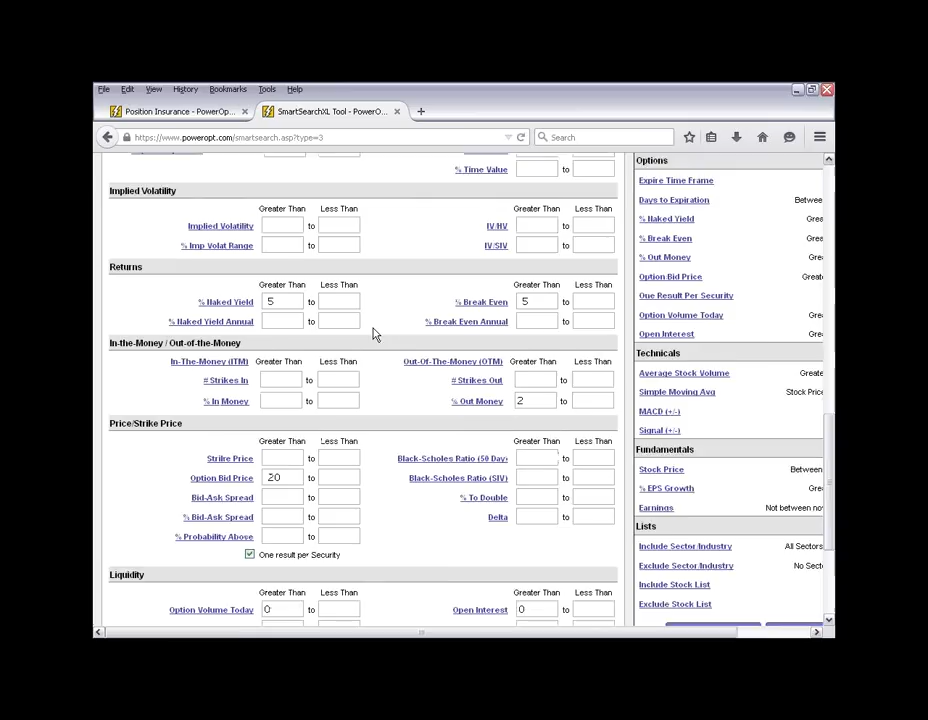 File Edit View History Bookmarks Tools Help
Position Insurance - PowerOp... × SmartSearchXL Tool - PowerO... × +
https://www.poweropt.com/smartsearch.asp?type=3 Search
% Time Value to
Implied Volatility
Greater Than Less Than Greater Than Less Than
Implied Volatility to IV/HV to
% Imp Volat Range to IV/SIV to
Returns
Greater Than Less Than Greater Than Less Than
% Naked Yield 5 to % Break Even 5 to
% Naked Yield Annual to % Break Even Annual to
In-the-Money / Out-of-the-Money
In-The-Money (ITM) Greater Than Less Than Out-Of-The-Money (OTM) Greater Than Less Than
# Strikes In to # Strikes Out to
% In Money to % Out Money 2 to
Price/Strike Price
Greater Than Less Than Greater Than Less Than
Strike Price to Black-Scholes Ratio (50 Day) to
Option Bid Price .20 to Black-Scholes Ratio (SIV) to
Bid-Ask Spread to % To Double to
% Bid-Ask Spread to Delta to
% Probability Above to
One result per Security
Liquidity
Greater Than Less Than Greater Than Less Than
Option Volume Today 0 to Open Interest 0 to
Options
Expire Time Frame
Days to Expiration Betwee
% Naked Yield Grea
% Break Even Grea
% Out Money Grea
Option Bid Price Greate
One Result Per Security
Option Volume Today Grea
Open Interest Grea
Technicals
Average Stock Volume Greate
Simple Moving Avg Stock Price
MACD (+/-)
Signal (+/-)
Fundamentals
Stock Price Between
% EPS Growth Grea
Earnings Not between nov
Lists
Include Sector/Industry All Sectors
Exclude Sector/Industry No Secto
Include Stock List
Exclude Stock List